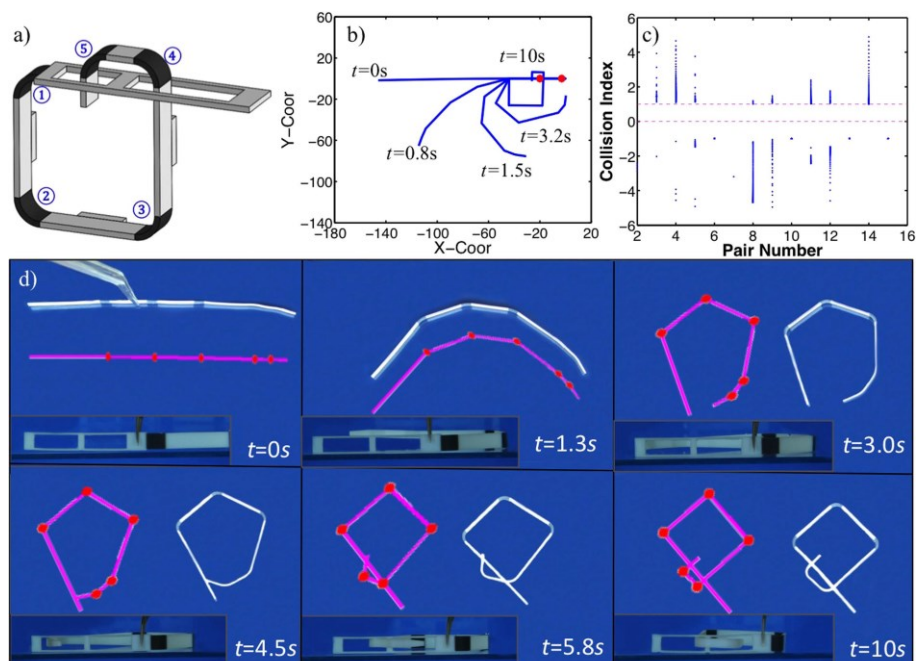 a)
⑤
④
①
②
③
b)
60
20
−20
−60
−100
−140
Y−Coor
−180
−140
−100
−60
−20
20
X−Coor
t=0s
t=10s
t=0.8s
t=3.2s
t=1.5s
c)
6
4
2
0
−2
−4
−6
Collision Index
2
4
6
8
10
12
14
16
Pair Number
d)
t=0s
t=1.3s
t=3.0s
t=4.5s
t=5.8s
t=10s